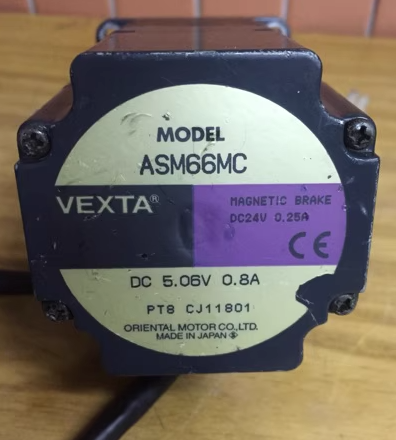 MODEL
ASM66MC
VEXTA®
MAGNETIC BRAKE
DC24V 0.25A
CE
DC 5.06V 0.8A
PT8 CJ11801
ORIENTAL MOTOR CO.,LTD.
MADE IN JAPAN